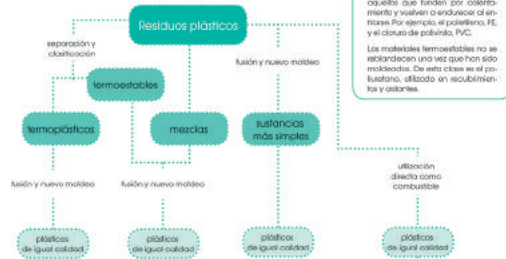 aquellos que funden por calenta-
miento y vuelven a endurecer al en-
friarse. Por ejemplo, el polietileno, PE,
y el cloruro de polivinilo, PVC.
Los materiales termoestables no se
reblandecen una vez que han sido
moldeados. De esta clase es el po-
liuretano, utilizado en recubrimien-
tos y aislantes.
Residuos plásticos
separación y
clasificación
fusión y nuevo moldeo
termoestables
termoplásticos
mezclas
sustancias
más simples
utilización
directa como
combustible
fusión y nuevo moldeo
fusión y nuevo moldeo
plásticos
de igual calidad
plásticos
de igual calidad
plásticos
de igual calidad
plásticos
de igual calidad